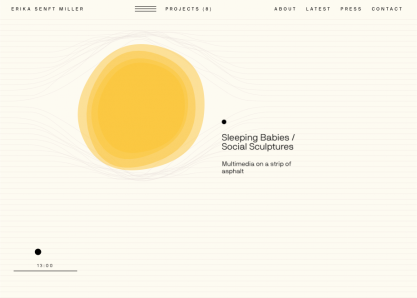 ERIKA SENFT MILLER
PROJECTS (8)
ABOUT LATEST PRESS CONTACT
Sleeping Babies /
Social Sculptures
Multimedia on a strip of
asphalt
13:00